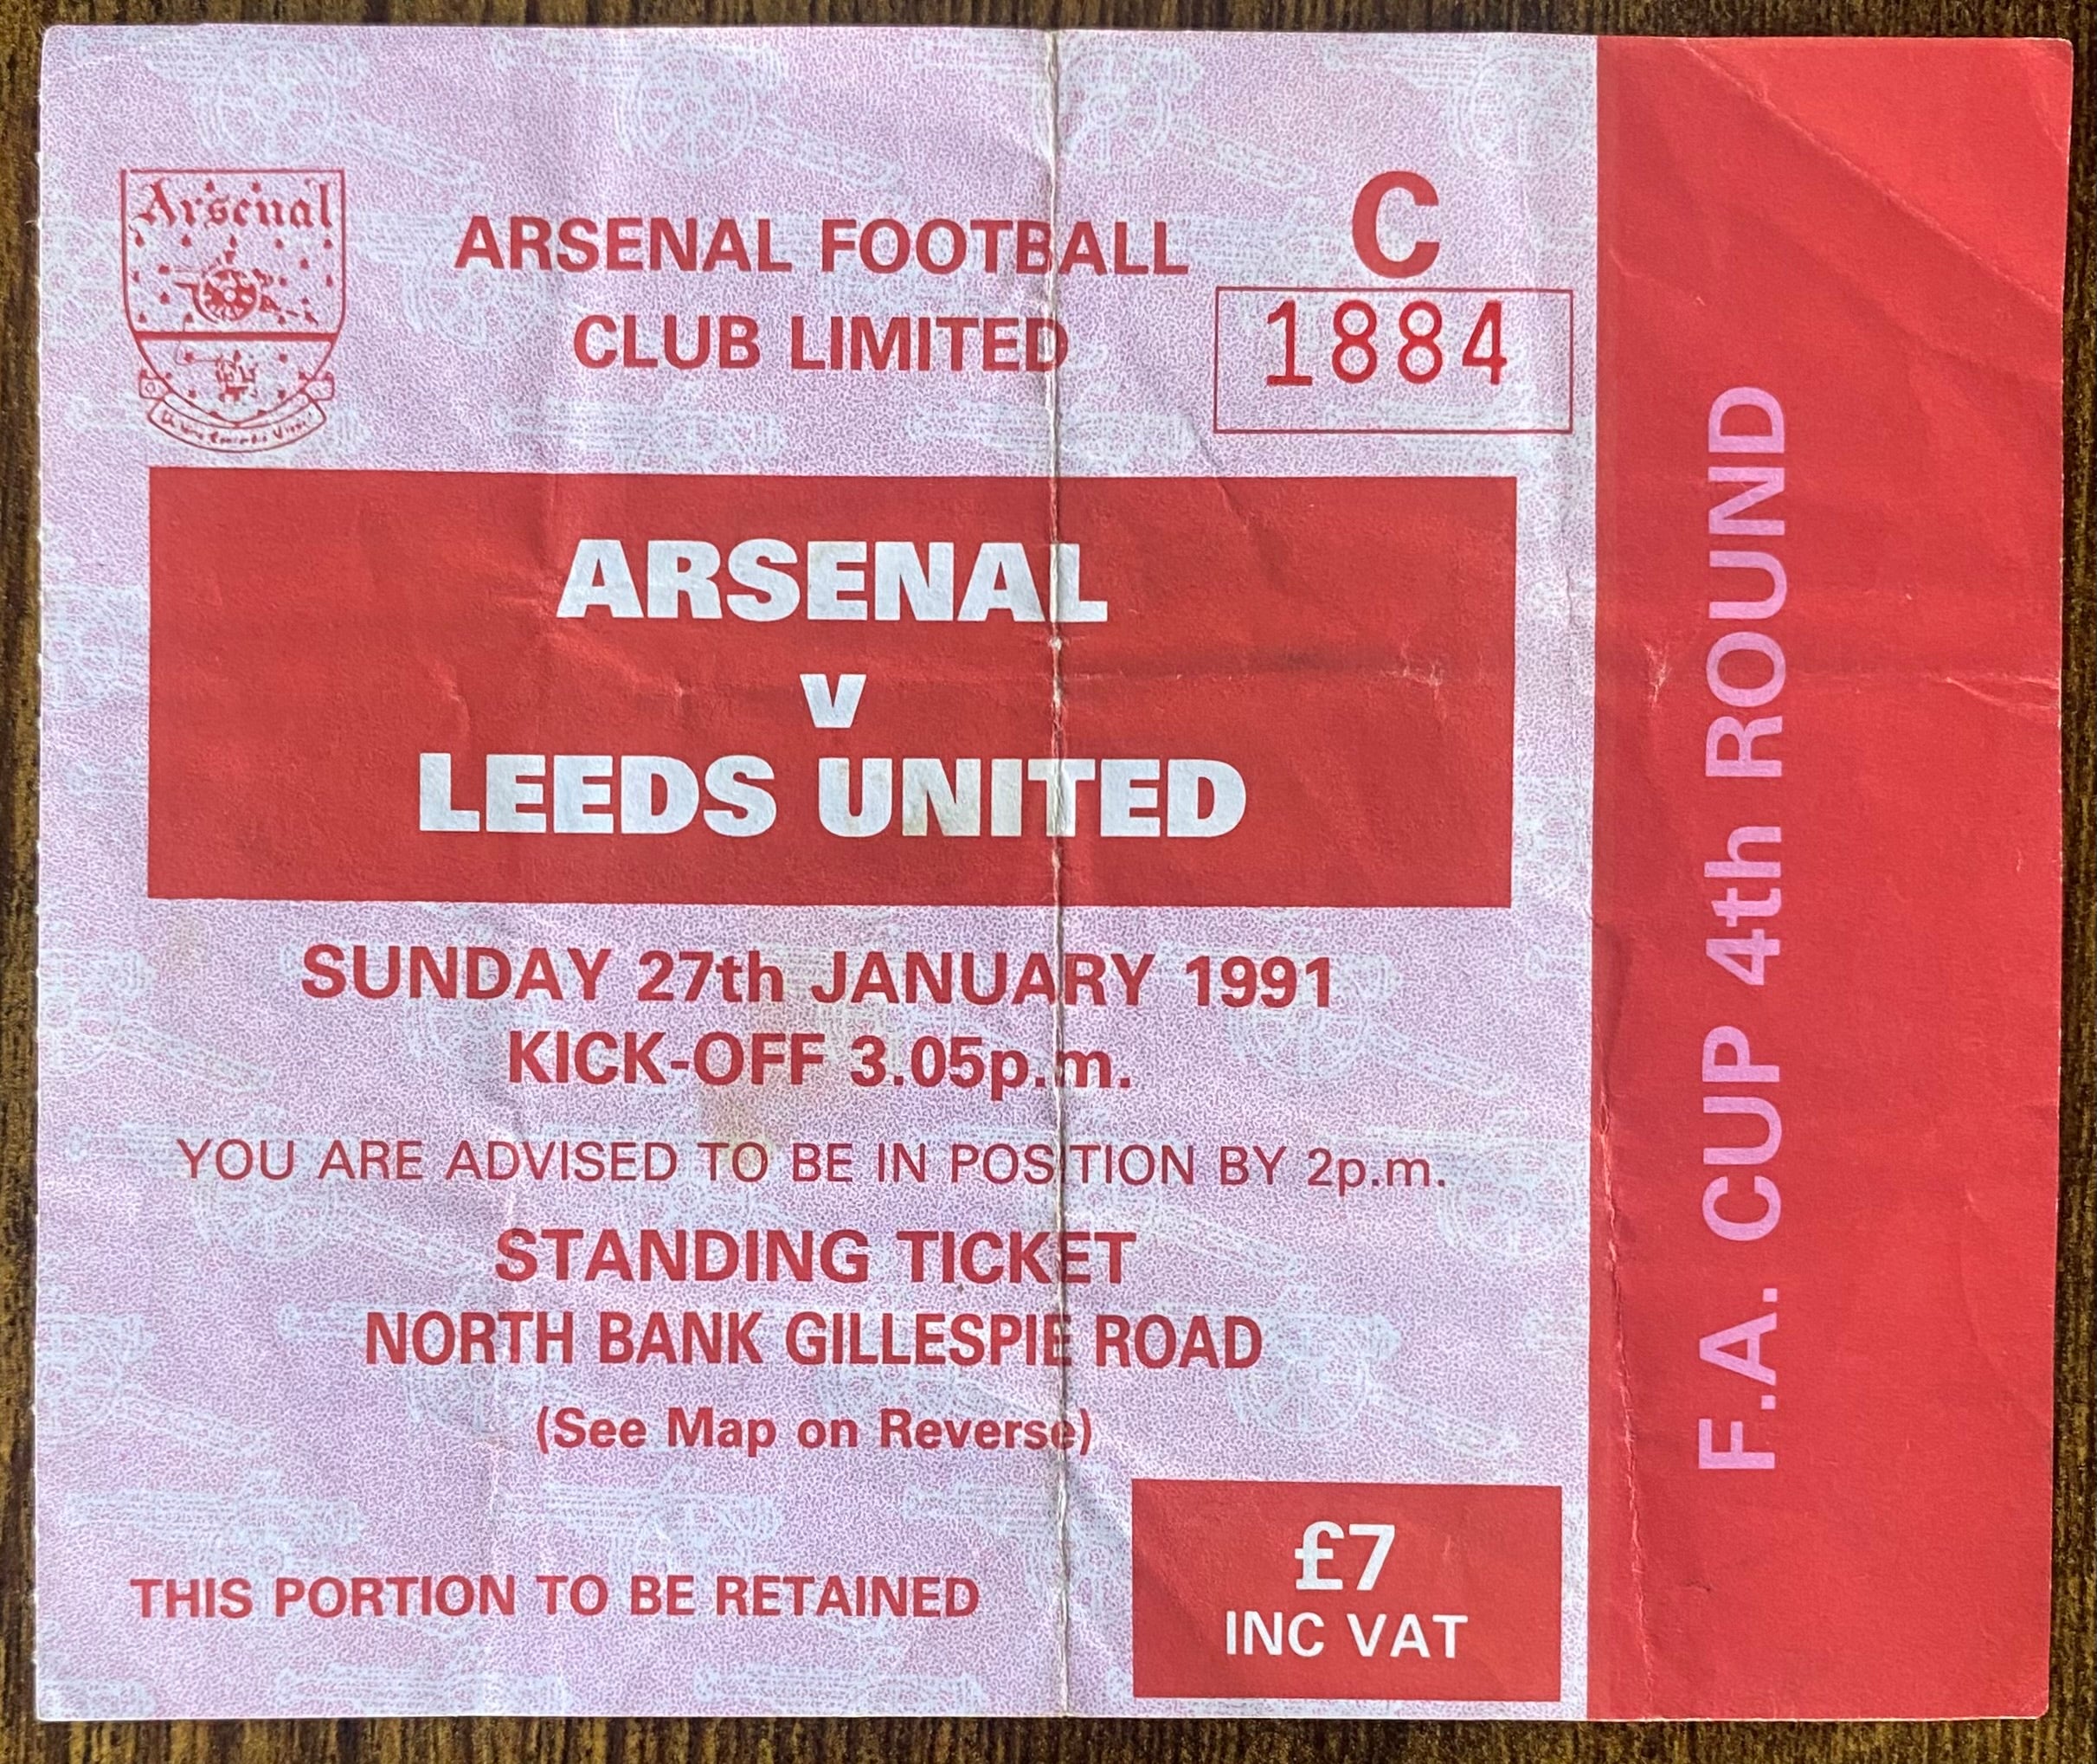 Arsenal
ARSENAL FOOTBALL
CLUB LIMITED
C
1884
ARSENAL
v
LEEDS UNITED
SUNDAY 27th JANUARY 1991
KICK-OFF 3.05p.m.
YOU ARE ADVISED TO BE IN POSITION BY 2p.m.
STANDING TICKET
NORTH BANK GILLESPIE ROAD
(See Map on Reverse)
THIS PORTION TO BE RETAINED
£7
INC VAT
F.A. CUP 4th ROUND